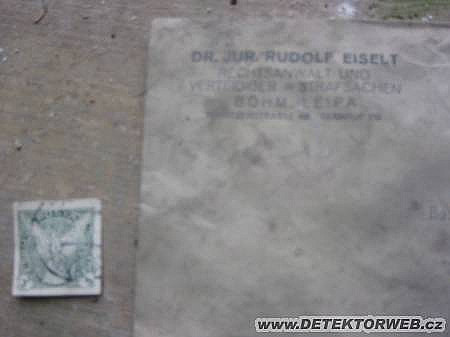 DR. JUR. RUDOLF EISELT
RECHTSANWALT UND
VERTEIDIGER IN STRAFSACHEN
BÖHM. LEIPA
www.DETEKTORWEB.cz